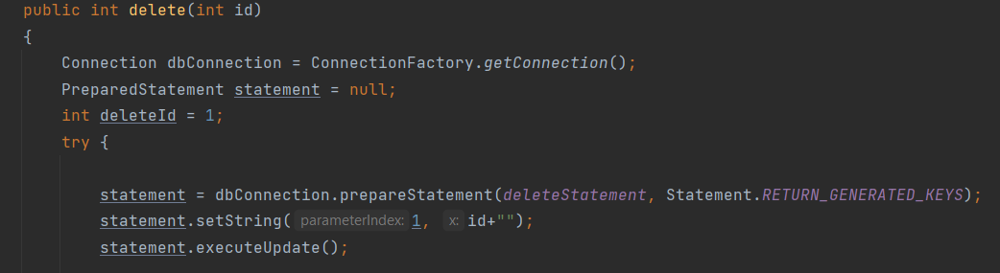 public int delete(int id)
{
Connection dbConnection = ConnectionFactory.getConnection();
PreparedStatement statement = null;
int deleteId = 1;
try {
statement = dbConnection.prepareStatement(deleteStatement, Statement.RETURN_GENERATED_KEYS);
statement.setString( parameterIndex: 1, x: id+"");
statement.executeUpdate();